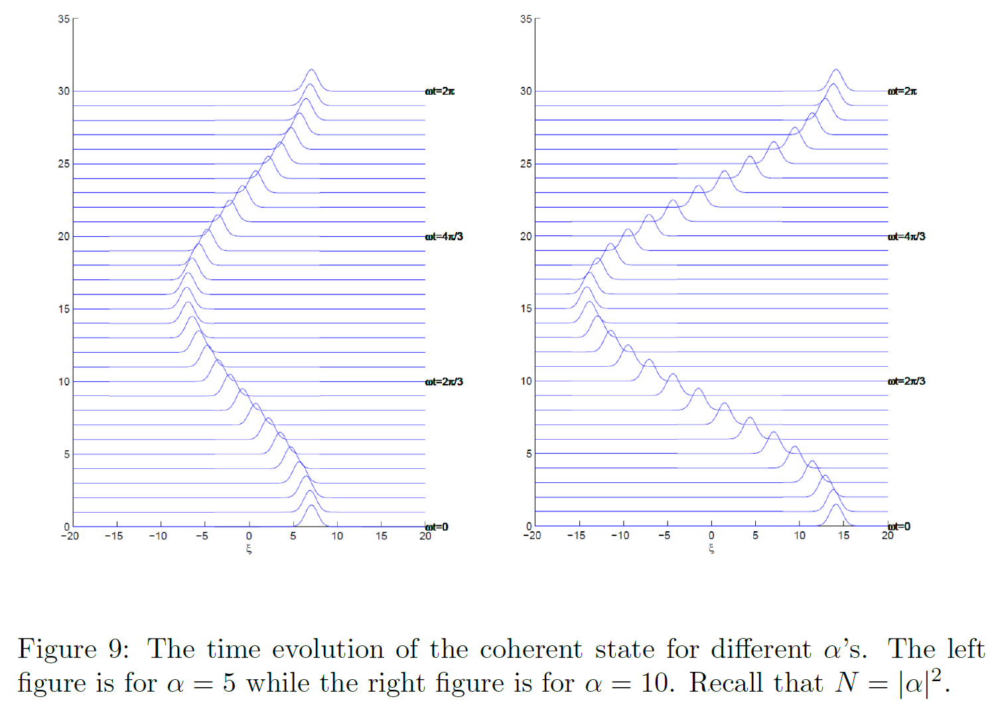 35
30
25
20
15
10
5
0
−20 −15 −10 −5 0 5 10 15 20
ξ
ωt=2π
ωt=4π/3
ωt=2π/3
ωt=0
35
30
25
20
15
10
5
0
−20 −15 −10 −5 0 5 10 15 20
ξ
ωt=2π
ωt=4π/3
ωt=2π/3
ωt=0
Figure 9: The time evolution of the coherent state for different α's. The left
figure is for α = 5 while the right figure is for α = 10. Recall that N = |α|².